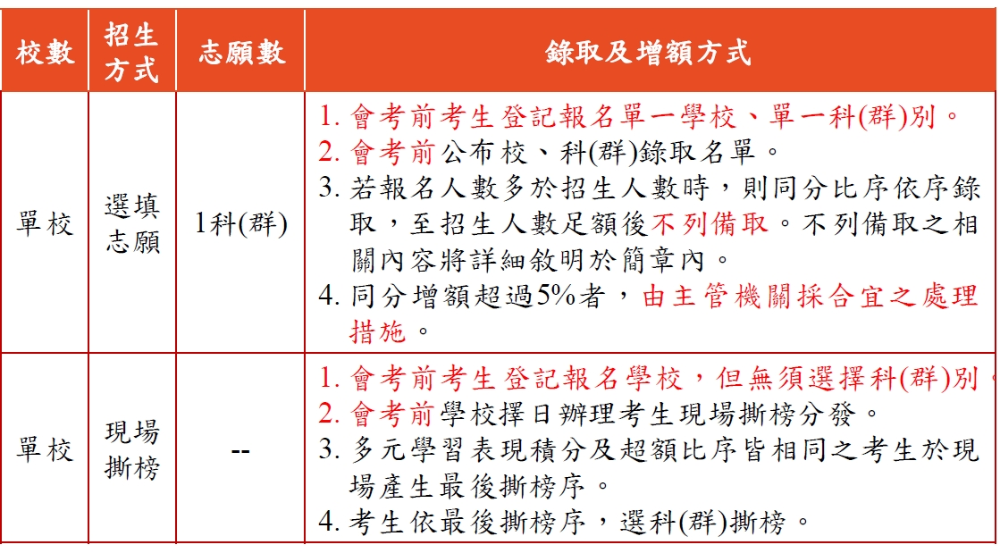 校數
招生
方式
志願數
錄取及增額方式
單校
選填
志願
1科(群)
1. 會考前考生登記報名單一學校、單一科(群)別。
2. 會考前公布校、科(群)錄取名單。
3. 若報名人數多於招生人數時，則同分比序依序錄
取，至招生人數足額後不列備取。不列備取之相
關內容將詳細敘明於簡章內。
4. 同分增額超過5%者，由主管機關採合宜之處理
措施。
單校
現場
撕榜
--
1. 會考前考生登記報名學校，但無須選擇科(群)別。
2. 會考前學校擇日辦理考生現場撕榜分發。
3. 多元學習表現積分及超額比序皆相同之考生於現
場產生最後撕榜序。
4. 考生依最後撕榜序，選科(群)撕榜。